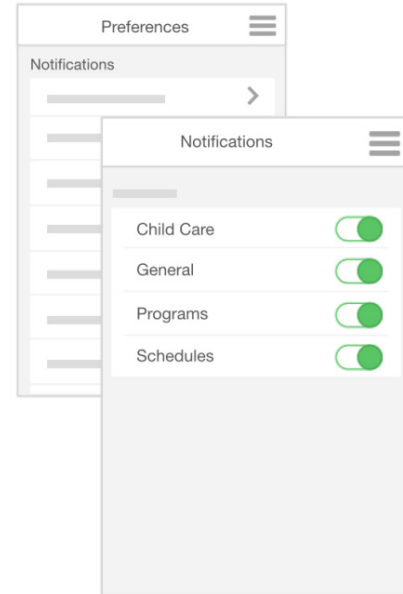 Preferences
Notifications
Notifications
Child Care
General
Programs
Schedules